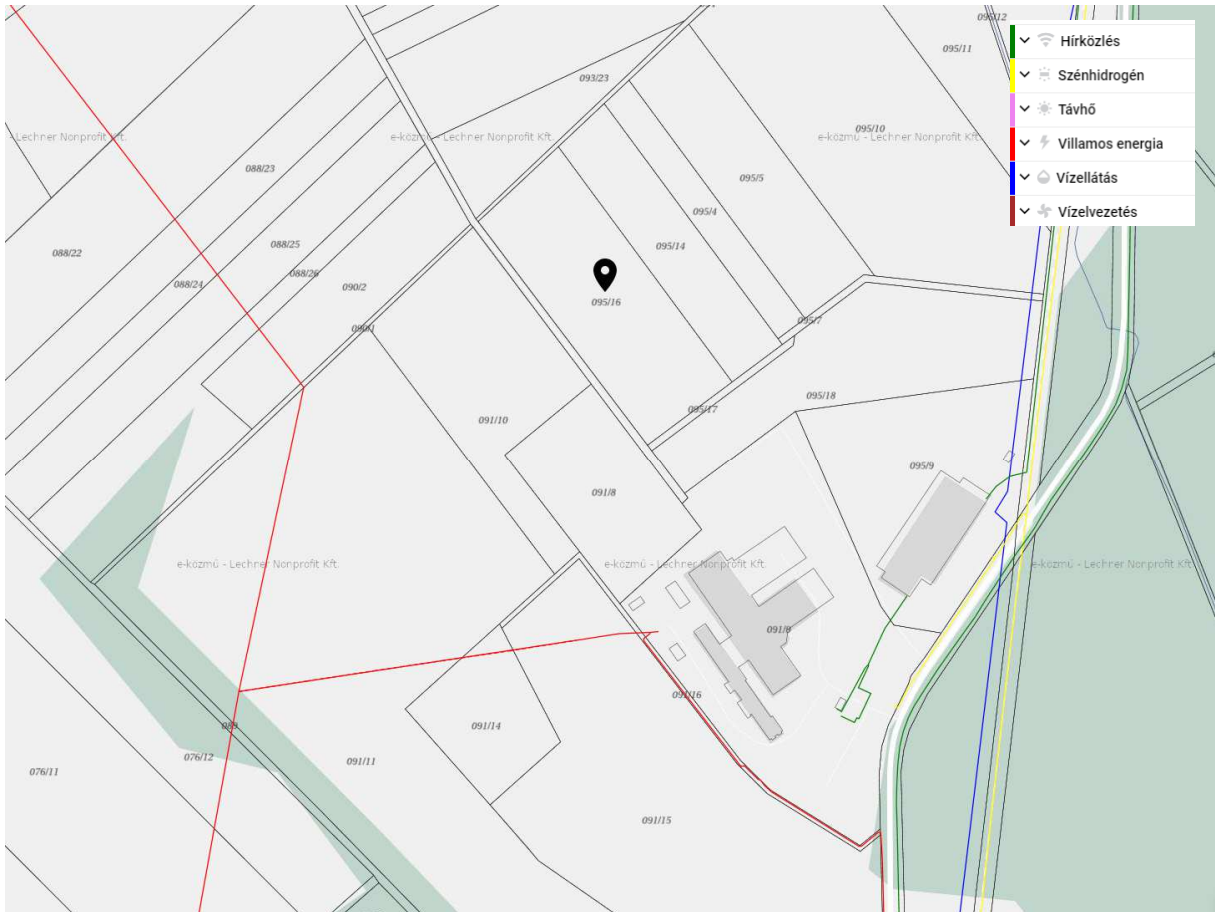 095/12
Hírközlés
095/11
Szénhidrogén
093/23
Távhő
- Lechner Nonprofit Kft.
e-közmű - Lechner Nonprofit Kft.
095/10
e-közmű - Lechner Nonprofit Kft.
Villamos energia
088/23
095/5
Vízellátás
095/4
Vízelvezetés
088/22
088/25
095/14
088/24
088/26
090/2
095/16
090/1
095/7
095/17
095/18
091/10
095/9
091/8
e-közmű - Lechner Nonprofit Kft.
e-közmű - Lechner Nonprofit Kft.
e-közmű - Lechner Nonprofit Kft.
091/8
091/16
089
091/14
076/11
076/12
091/11
091/15